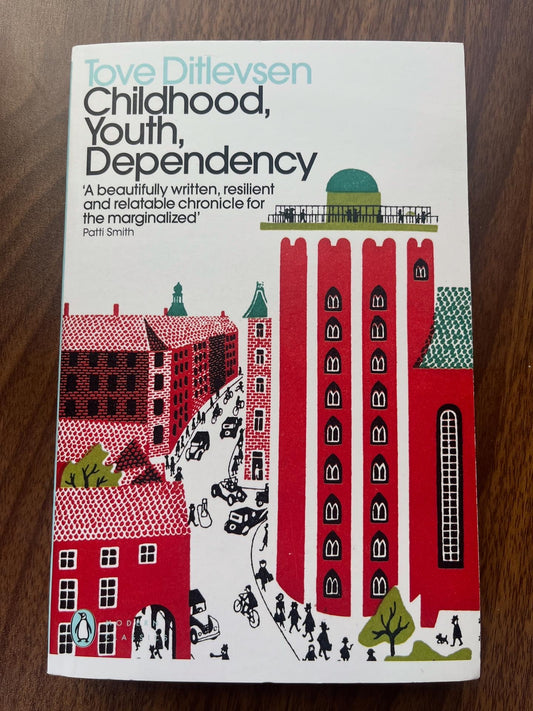 Tove Ditlevsen
Childhood,
Youth,
Dependency
‘A beautifully written, resilient
and relatable chronicle for
the marginalized’
Patti Smith